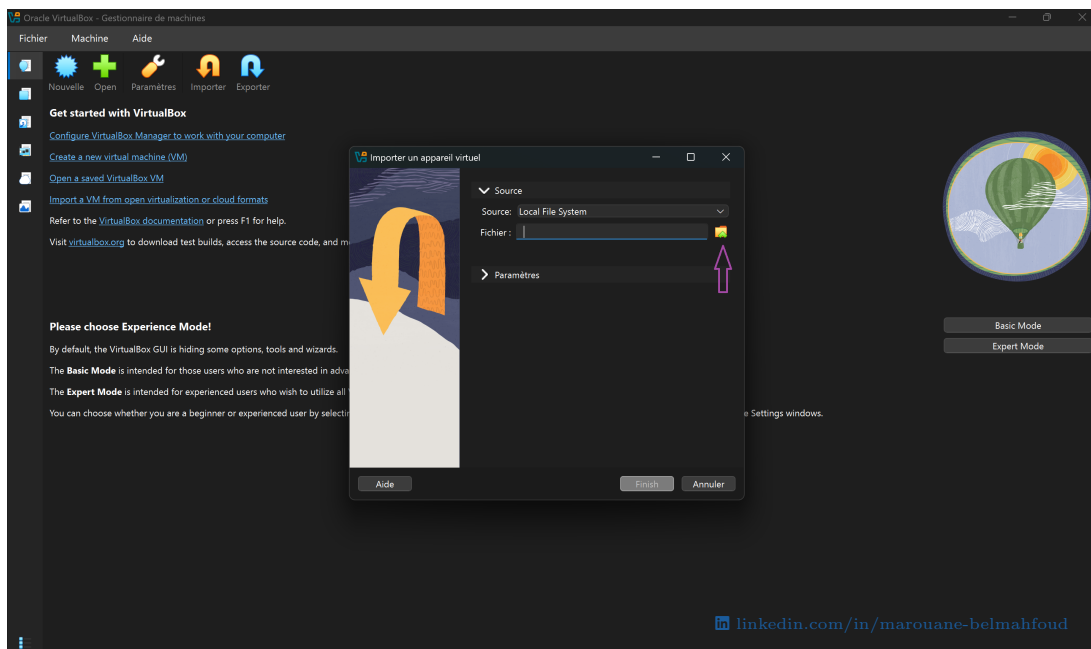 Oracle VirtualBox - Gestionnaire de machines
Fichier Machine Aide
Nouvelle Open Paramètres Importer Exporter
Get started with VirtualBox
Configure VirtualBox Manager to work with your computer
Create a new virtual machine (VM)
Open a saved VirtualBox VM
Import a VM from open virtualization or cloud formats
Refer to the VirtualBox documentation or press F1 for help.
Visit virtualbox.org to download test builds, access the source code, and m
Importer un appareil virtuel
Source
Source: Local File System
Fichier :
Paramètres
Aide Finish Annuler
Please choose Experience Mode!
By default, the VirtualBox GUI is hiding some options, tools and wizards.
The Basic Mode is intended for those users who are not interested in adva
The Expert Mode is intended for experienced users who wish to utilize all
You can choose whether you are a beginner or experienced user by selectin
e Settings windows.
Basic Mode
Expert Mode
in linkedin.com/in/marouane-belmahfoud